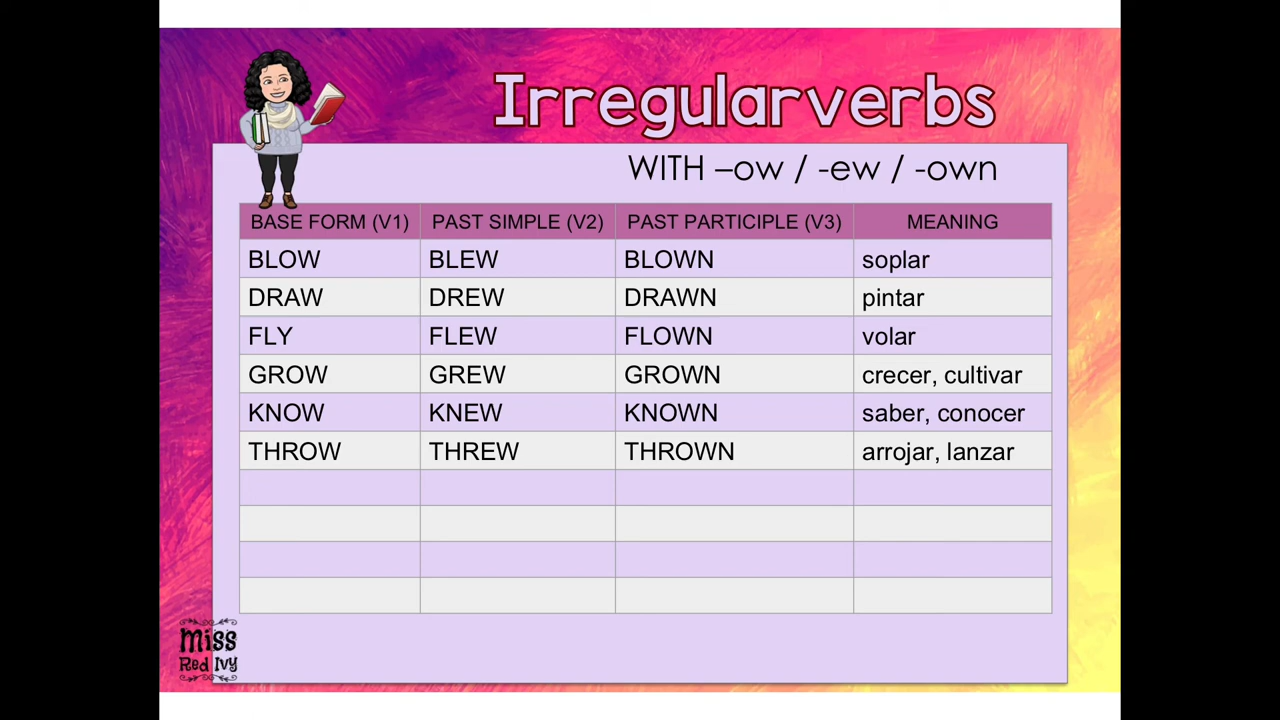 Irregularverbs
WITH –ow / -ew / -own
BASE FORM (V1) PAST SIMPLE (V2) PAST PARTICIPLE (V3) MEANING
BLOW BLEW BLOWN soplar
DRAW DREW DRAWN pintar
FLY FLEW FLOWN volar
GROW GREW GROWN crecer, cultivar
KNOW KNEW KNOWN saber, conocer
THROW THREW THROWN arrojar, lanzar
Miss
Red Ivy